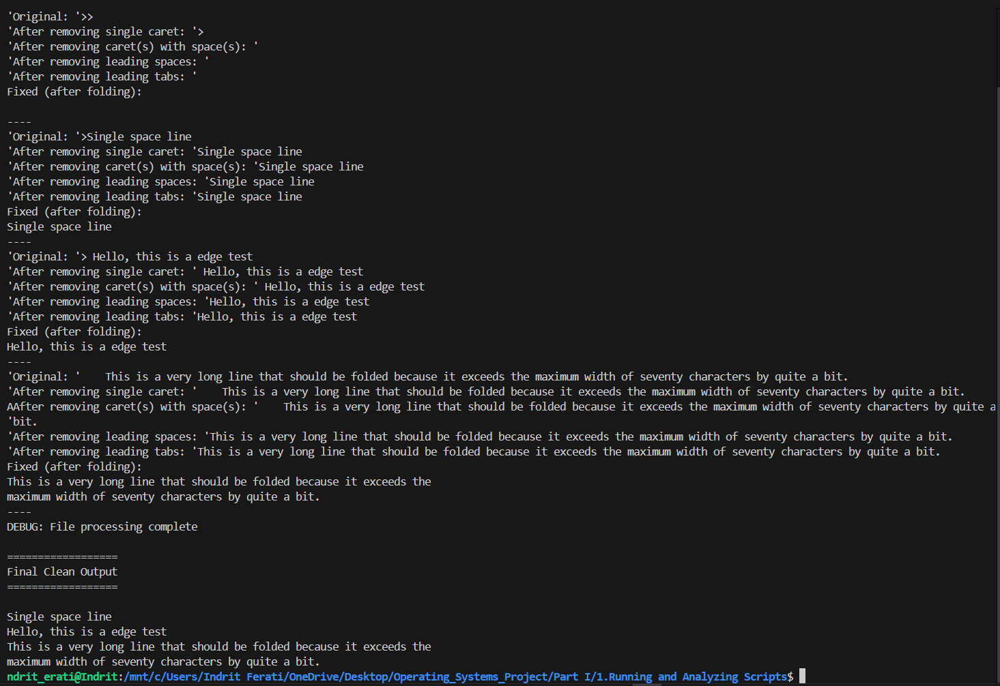 'Original: '>>
'After removing single caret: '>
'After removing caret(s) with space(s): '
'After removing leading spaces: '
'After removing leading tabs: '
Fixed (after folding):
----
'Original: '>Single space line
'After removing single caret: 'Single space line
'After removing caret(s) with space(s): 'Single space line
'After removing leading spaces: 'Single space line
'After removing leading tabs: 'Single space line
Fixed (after folding):
Single space line
----
'Original: '> Hello, this is a edge test
'After removing single caret: ' Hello, this is a edge test
'After removing caret(s) with space(s): ' Hello, this is a edge test
'After removing leading spaces: 'Hello, this is a edge test
'After removing leading tabs: 'Hello, this is a edge test
Fixed (after folding):
Hello, this is a edge test
----
'Original: '    This is a very long line that should be folded because it exceeds the maximum width of seventy characters by quite a bit.
'After removing single caret: '    This is a very long line that should be folded because it exceeds the maximum width of seventy characters by quite a bit.
AAfter removing caret(s) with space(s): '    This is a very long line that should be folded because it exceeds the maximum width of seventy characters by quite a
'bit.
'After removing leading spaces: 'This is a very long line that should be folded because it exceeds the maximum width of seventy characters by quite a bit.
'After removing leading tabs: 'This is a very long line that should be folded because it exceeds the maximum width of seventy characters by quite a bit.
Fixed (after folding):
This is a very long line that should be folded because it exceeds the
maximum width of seventy characters by quite a bit.
----
DEBUG: File processing complete
==================
Final Clean Output
==================
Single space line
Hello, this is a edge test
This is a very long line that should be folded because it exceeds the
maximum width of seventy characters by quite a bit.
ndrit_erati@Indrit:/mnt/c/Users/Indrit Ferati/OneDrive/Desktop/Operating_Systems_Project/Part I/1.Running and Analyzing Scripts$